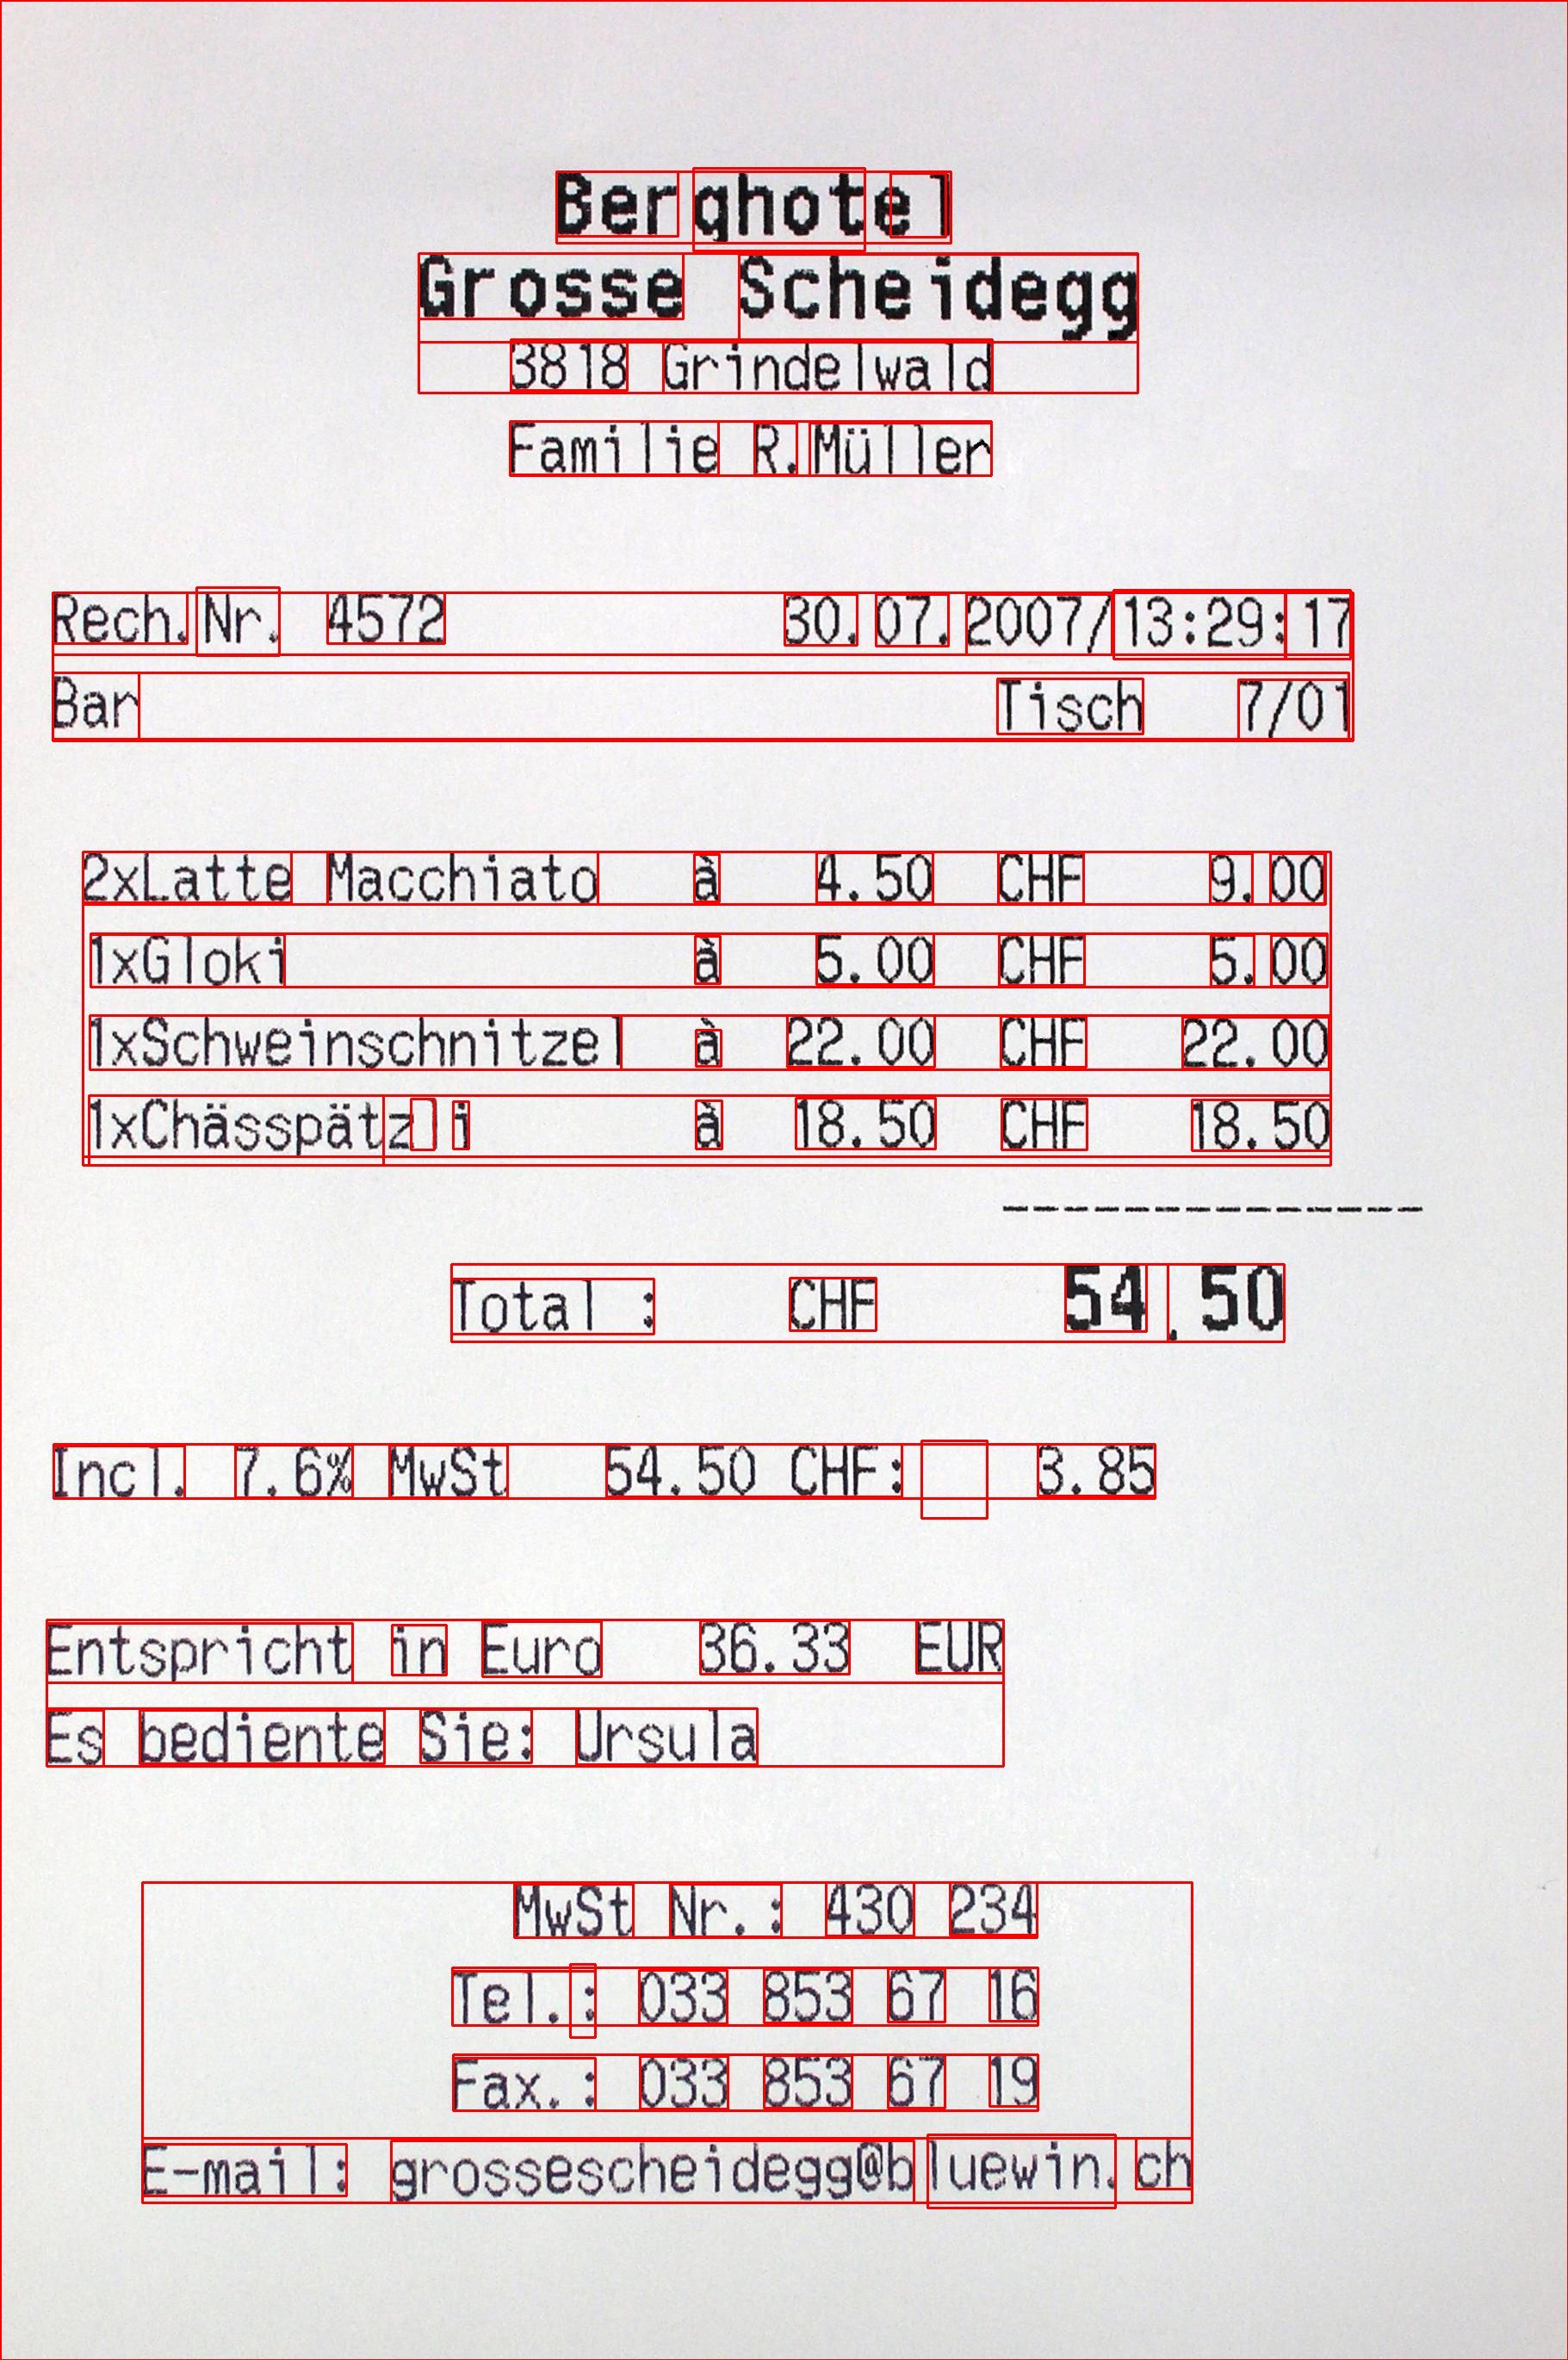 Berghotel
Grosse Scheidegg
3818 Grindelwald
Familie R.Müller
Rech.Nr. 4572 30.07.2007/13:29:17
Bar Tisch 7/01
2xLatte Macchiato à 4.50 CHF 9.00
1xGloki à 5.00 CHF 5.00
1xSchweinschnitzel à 22.00 CHF 22.00
1xChässpätzli à 18.50 CHF 18.50
--------------
Total : CHF 54.50
Incl. 7.6% MwSt 54.50 CHF: 3.85
Entspricht in Euro 36.33 EUR
Es bediente Sie: Ursula
MwSt Nr.: 430 234
Tel.: 033 853 67 16
Fax.: 033 853 67 19
E-mail: grossescheidegg@bluewin.ch